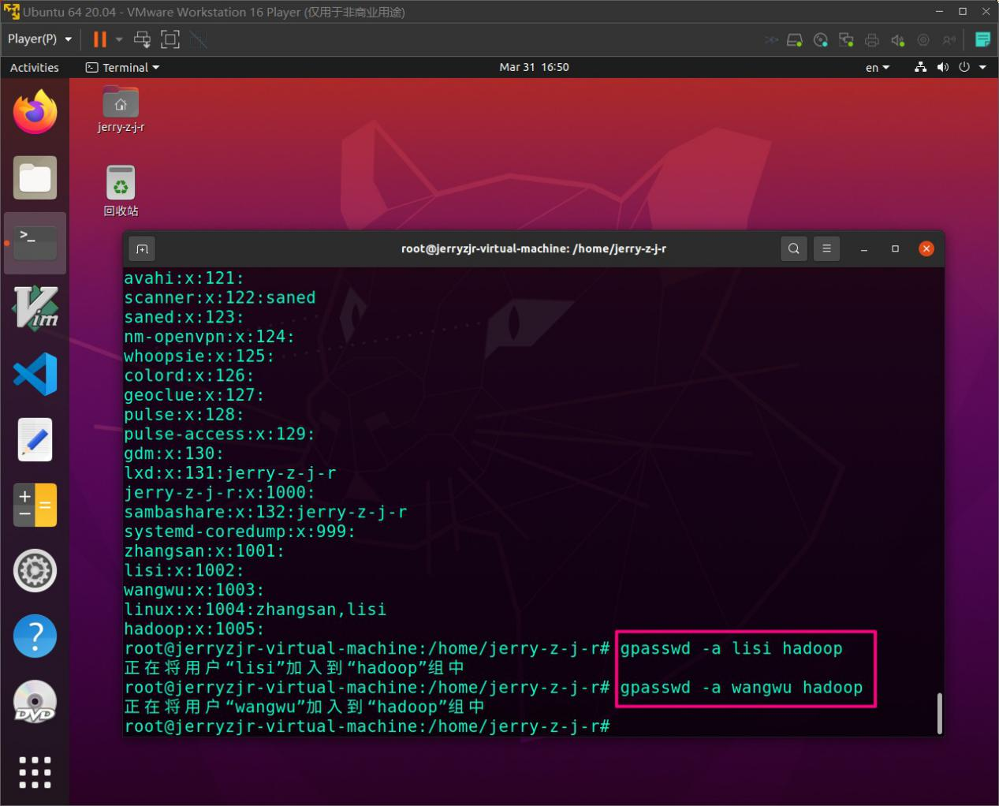 Ubuntu 64 20.04 - VMware Workstation 16 Player (仅用于非商业用途)
Player(P)
Activities
Terminal
Mar 31 16:50
en
jerry-z-j-r
回收站
root@jerryzjr-virtual-machine: /home/jerry-z-j-r
avahi:x:121:
scanner:x:122:saned
saned:x:123:
nm-openvpn:x:124:
whoopsie:x:125:
colord:x:126:
geoclue:x:127:
pulse:x:128:
pulse-access:x:129:
gdm:x:130:
lxd:x:131:jerry-z-j-r
jerry-z-j-r:x:1000:
sambashare:x:132:jerry-z-j-r
systemd-coredump:x:999:
zhangsan:x:1001:
lisi:x:1002:
wangwu:x:1003:
linux:x:1004:zhangsan,lisi
hadoop:x:1005:
root@jerryzjr-virtual-machine:/home/jerry-z-j-r# gpasswd -a lisi hadoop
正在将用户“lisi”加入到“hadoop”组中
root@jerryzjr-virtual-machine:/home/jerry-z-j-r# gpasswd -a wangwu hadoop
正在将用户“wangwu”加入到“hadoop”组中
root@jerryzjr-virtual-machine:/home/jerry-z-j-r#
Vim
DVD